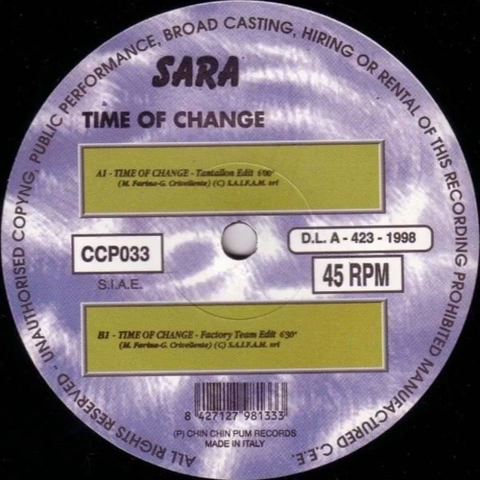 ALL RIGHTS RESERVED - UNAUTHORISED COPYNG, PUBLIC PERFORMANCE, BROAD CASTING, HIRING OR RENTAL OF THIS RECORDING PROHIBITED MANUFACTURED C.E.E.
SARA
TIME OF CHANGE
A1 - TIME OF CHANGE - Tantallon Edit 6'00"
(M. Farina-G. Crivellente) (C) S.A.I.F.A.M. srl
CCP033
D.L. A - 423 - 1998
S.I.A.E.
45 RPM
B1 - TIME OF CHANGE - Factory Team Edit 6'30"
(M. Farina-G. Crivellente) (C) S.A.I.F.A.M. srl
8 427127 981333
(P) CHIN CHIN PUM RECORDS
MADE IN ITALY